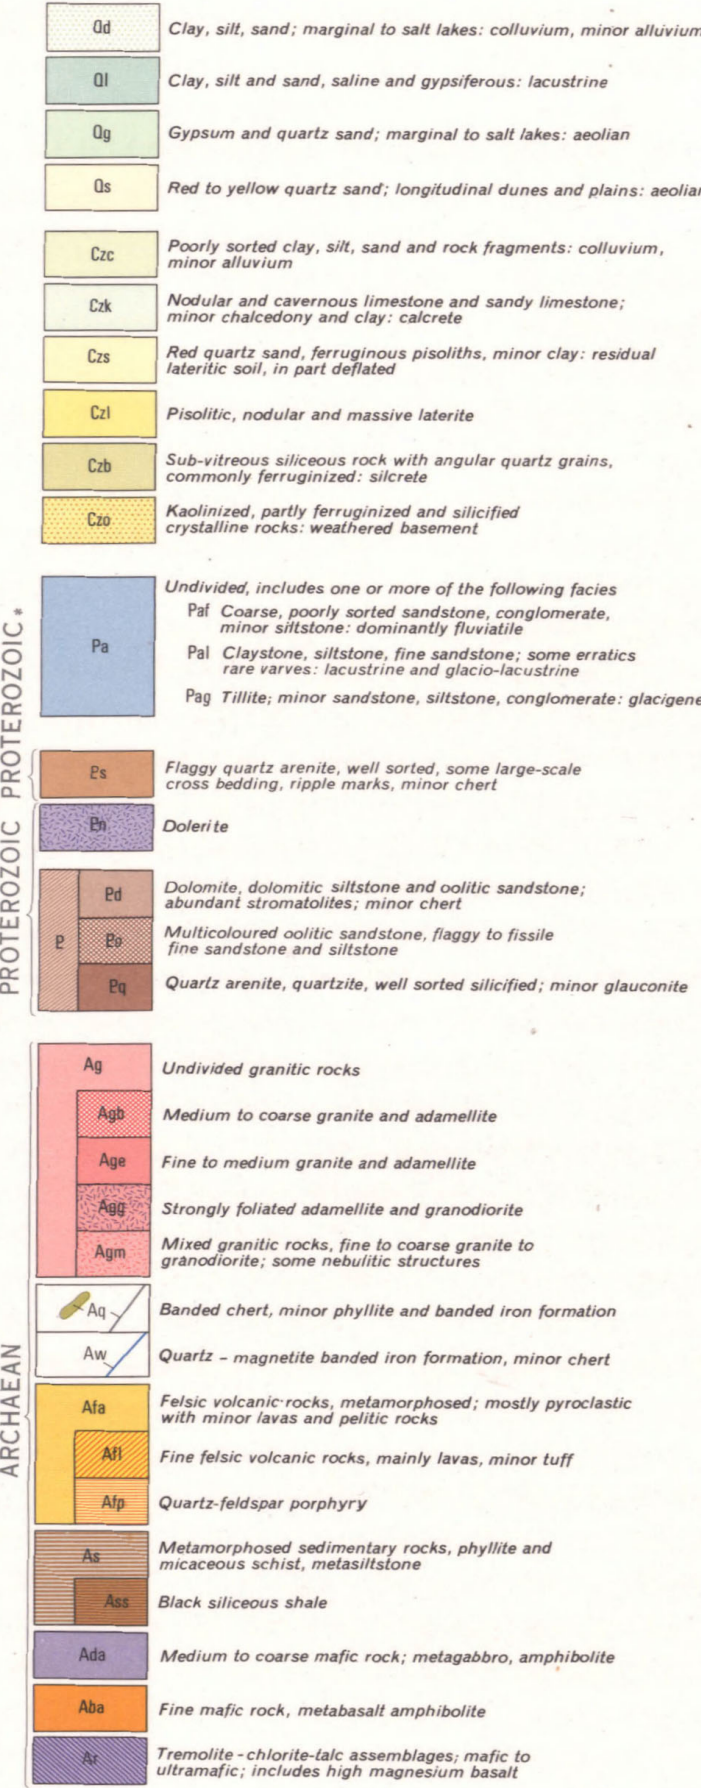 Qd Clay, silt, sand; marginal to salt lakes: colluvium, minor alluvium
Ql Clay, silt and sand, saline and gypsiferous: lacustrine
Qg Gypsum and quartz sand; marginal to salt lakes: aeolian
Qs Red to yellow quartz sand; longitudinal dunes and plains: aeolian
Czc Poorly sorted clay, silt, sand and rock fragments: colluvium,
minor alluvium
Czk Nodular and cavernous limestone and sandy limestone;
minor chalcedony and clay: calcrete
Czs Red quartz sand, ferruginous pisoliths, minor clay: residual
lateritic soil, in part deflated
Czl Pisolitic, nodular and massive laterite
Czb Sub-vitreous siliceous rock with angular quartz grains,
commonly ferruginized: silcrete
Czo Kaolinized, partly ferruginized and silicified
crystalline rocks: weathered basement
Pa Undivided, includes one or more of the following facies
Paf Coarse, poorly sorted sandstone, conglomerate,
minor siltstone: dominantly fluviatile
Pal Claystone, siltstone, fine sandstone; some erratics
rare varves: lacustrine and glacio-lacustrine
Pag Tillite; minor sandstone, siltstone, conglomerate: glacigene
PROTEROZOIC*
Ps Flaggy quartz arenite, well sorted, some large-scale
cross bedding, ripple marks, minor chert
PROTEROZOIC
Pn Dolerite
P
Pd Dolomite, dolomitic siltstone and oolitic sandstone;
abundant stromatolites; minor chert
Po Multicoloured oolitic sandstone, flaggy to fissile
fine sandstone and siltstone
Pq Quartz arenite, quartzite, well sorted silicified; minor glauconite
ARCHAEAN
Ag Undivided granitic rocks
Agb Medium to coarse granite and adamellite
Age Fine to medium granite and adamellite
Agg Strongly foliated adamellite and granodiorite
Agm Mixed granitic rocks, fine to coarse granite to
granodiorite; some nebulitic structures
Aq Banded chert, minor phyllite and banded iron formation
Aw Quartz – magnetite banded iron formation, minor chert
Afa Felsic volcanic rocks, metamorphosed; mostly pyroclastic
with minor lavas and pelitic rocks
Afl Fine felsic volcanic rocks, mainly lavas, minor tuff
Afp Quartz-feldspar porphyry
As Metamorphosed sedimentary rocks, phyllite and
micaceous schist, metasiltstone
Ass Black siliceous shale
Ada Medium to coarse mafic rock; metagabbro, amphibolite
Aba Fine mafic rock, metabasalt amphibolite
Ar Tremolite-chlorite-talc assemblages; mafic to
ultramafic; includes high magnesium basalt